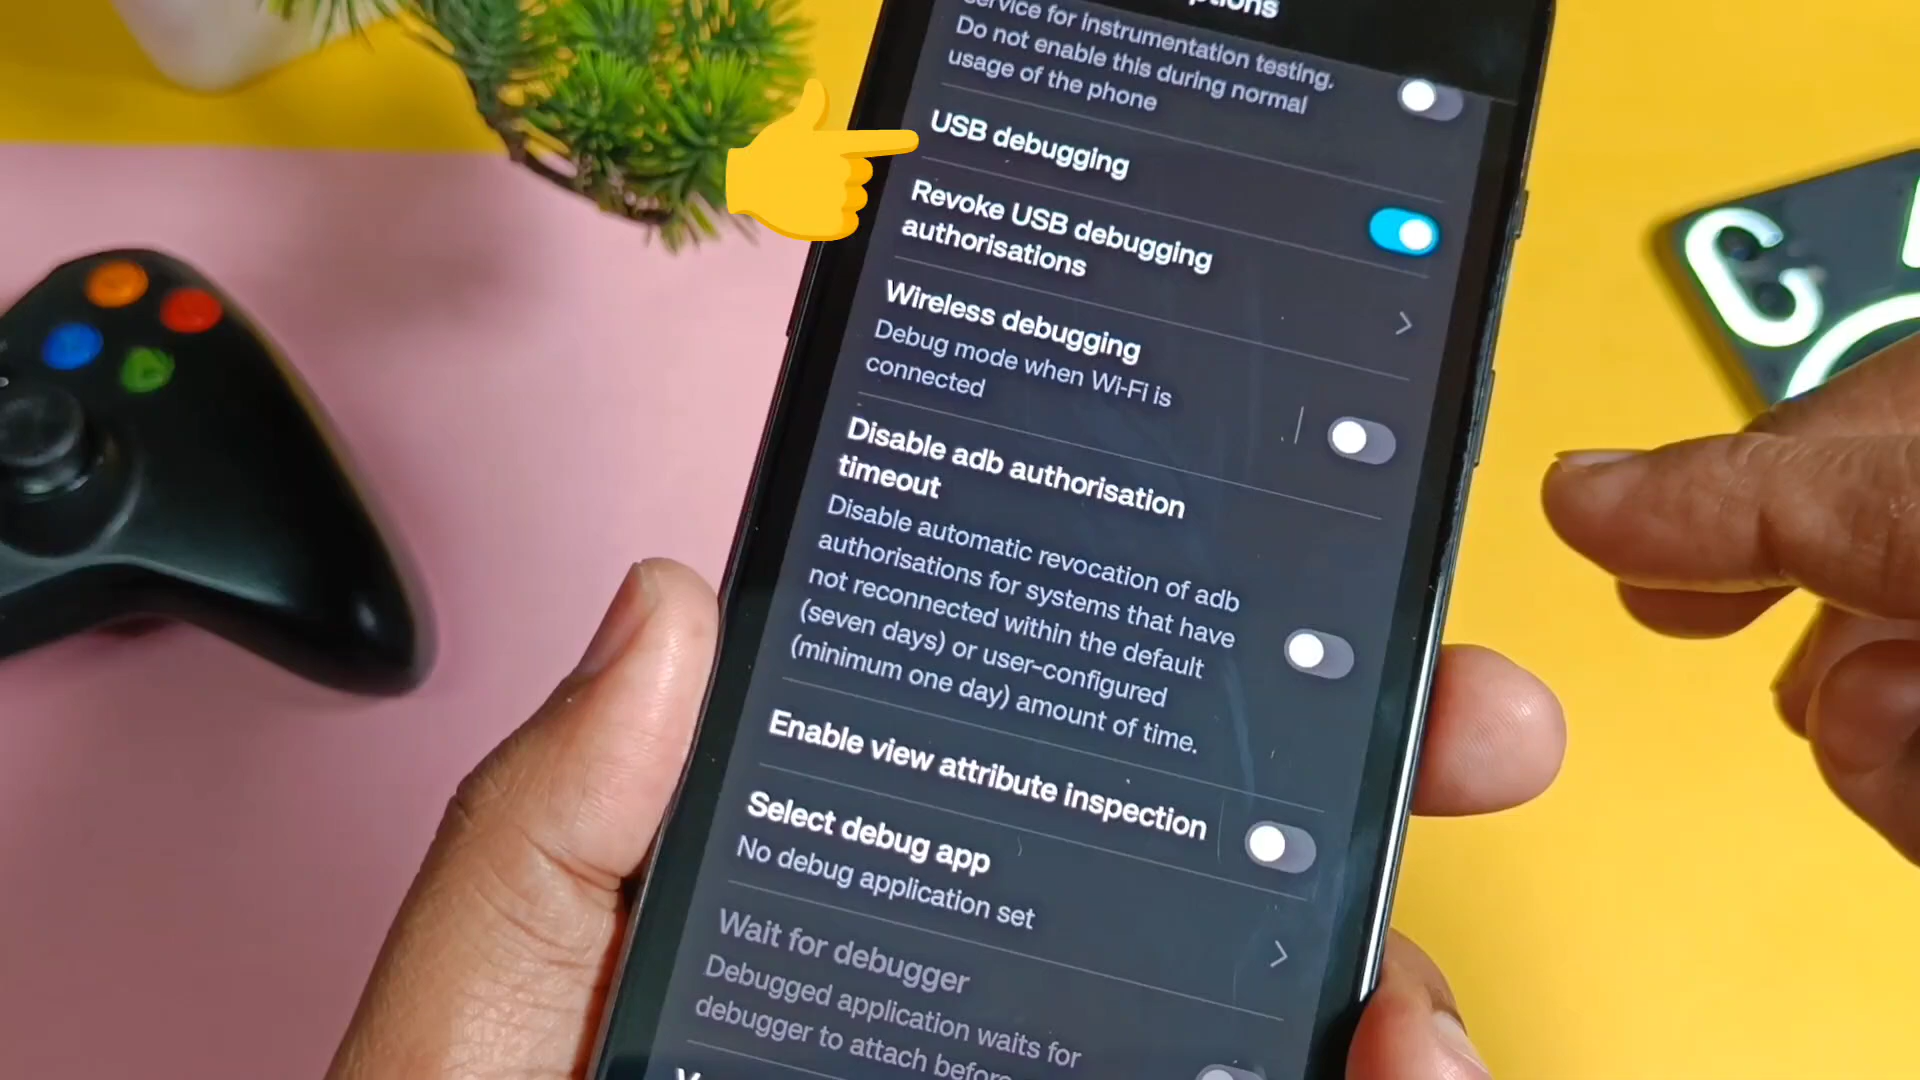 service for instrumentation testing.
Do not enable this during normal
usage of the phone
USB debugging
Revoke USB debugging
authorisations
Wireless debugging
Debug mode when Wi-Fi is
connected
Disable adb authorisation
timeout
Disable automatic revocation of adb
authorisations for systems that have
not reconnected within the default
(seven days) or user-configured
(minimum one day) amount of time.
Enable view attribute inspection
Select debug app
No debug application set
Wait for debugger
Debugged application waits for
debugger to attach before